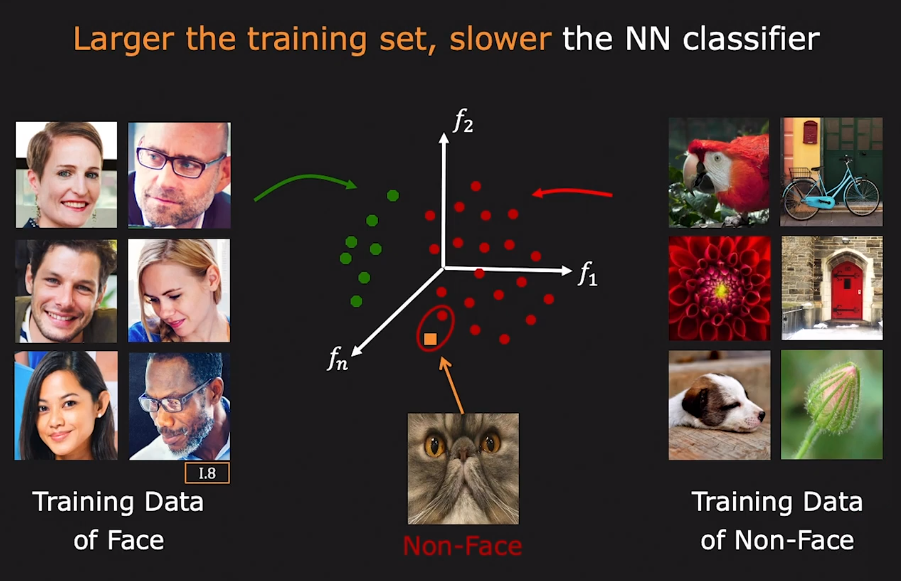 Larger the training set, slower the NN classifier
f₂
f₁
fₙ
I.8
Training Data
of Face
Non-Face
Training Data
of Non-Face